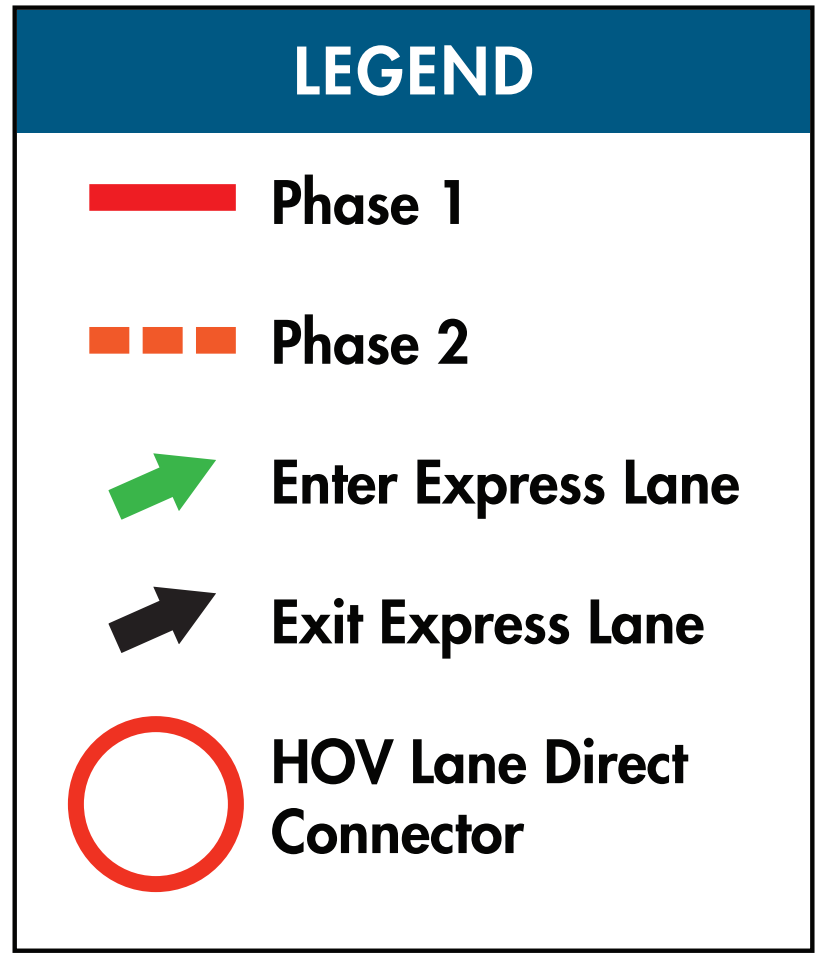 LEGEND
Phase 1
Phase 2
Enter Express Lane
Exit Express Lane
HOV Lane Direct
Connector